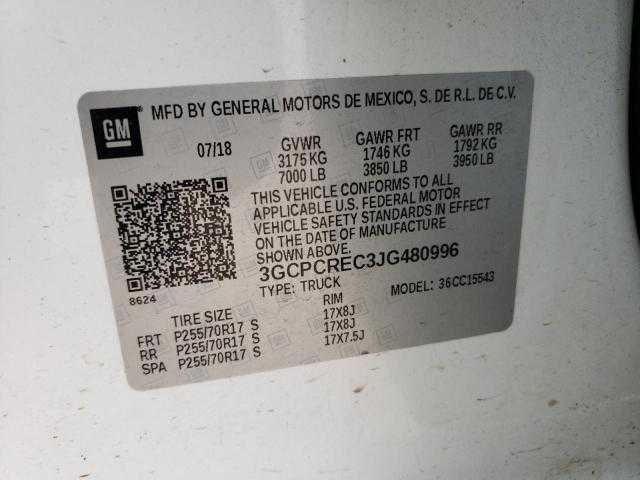 GM
MFD BY GENERAL MOTORS DE MEXICO, S. DE R.L. DE C.V.
07/18 GVWR GAWR FRT GAWR RR
3175 KG 1746 KG 1792 KG
7000 LB 3850 LB 3950 LB
THIS VEHICLE CONFORMS TO ALL
APPLICABLE U.S. FEDERAL MOTOR
VEHICLE SAFETY STANDARDS IN EFFECT
ON THE DATE OF MANUFACTURE
SHOWN ABOVE.
3GCPCREC3JG480996
8624
TYPE: TRUCK MODEL: 36CC15543
TIRE SIZE RIM
FRT P255/70R17 S 17X8J
RR P255/70R17 S 17X8J
SPA P255/70R17 S 17X7.5J